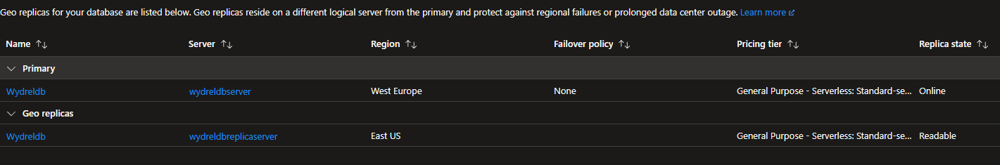 Geo replicas for your database are listed below. Geo replicas reside on a different logical server from the primary and protect against regional failures or prolonged data center outage. Learn more
Name Server Region Failover policy Pricing tier Replica state
Primary
Wydreldb wydreldbserver West Europe None General Purpose - Serverless: Standard-se... Online
Geo replicas
Wydreldb wydreldbreplicaserver East US General Purpose - Serverless: Standard-se... Readable